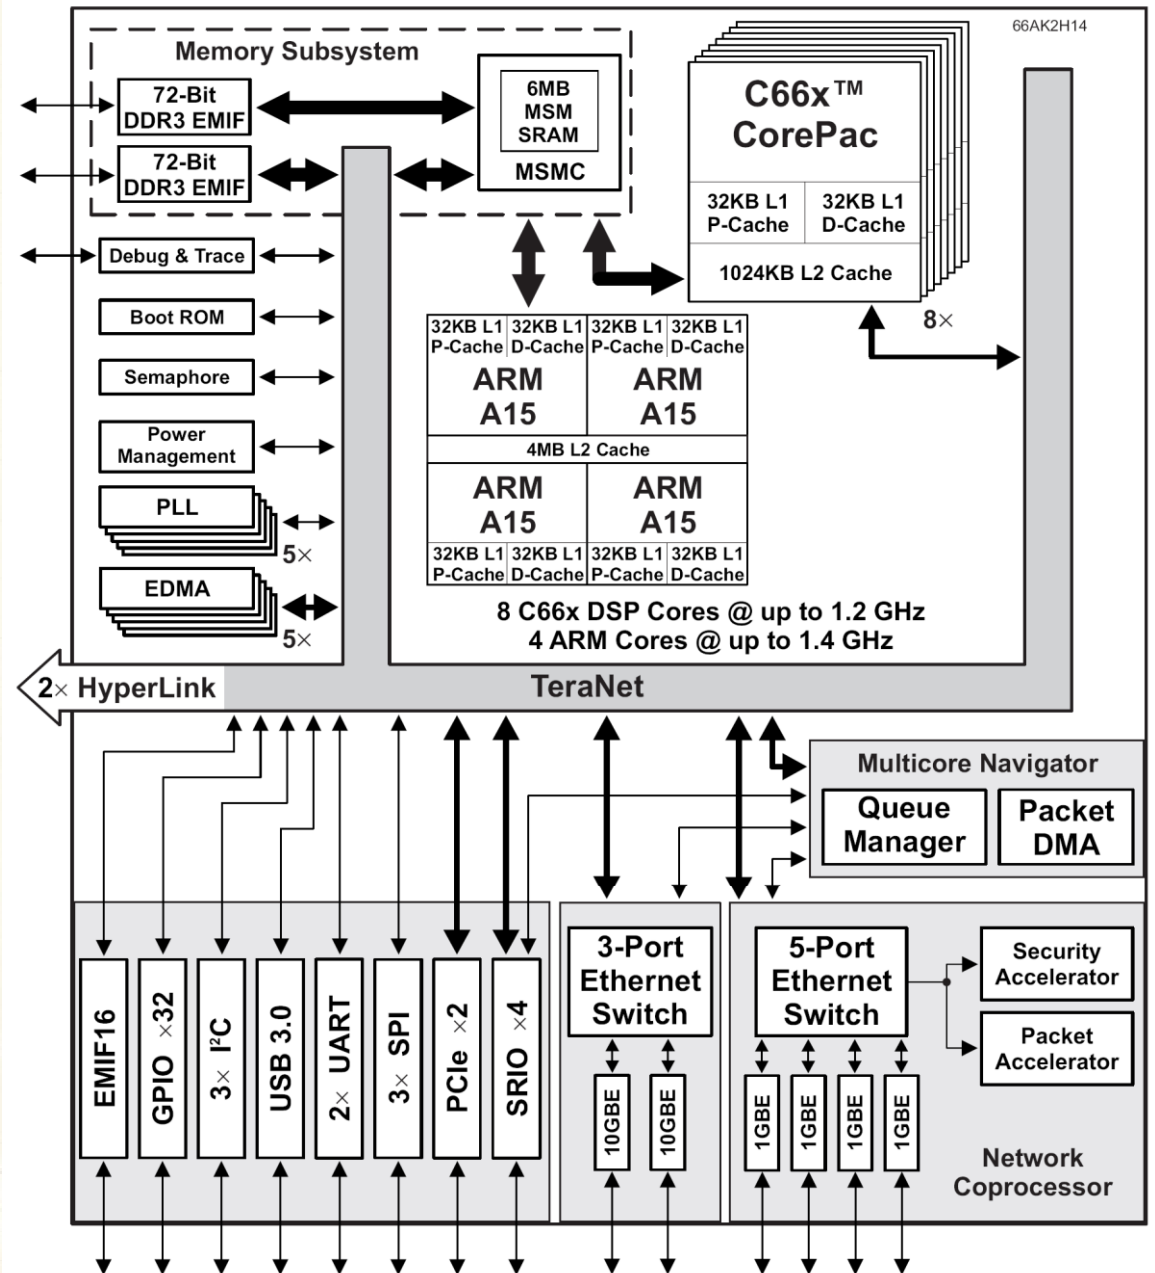 66AK2H14
Memory Subsystem
72-Bit
DDR3 EMIF
72-Bit
DDR3 EMIF
6MB
MSM
SRAM
MSMC
C66x™
CorePac
32KB L1
P-Cache
32KB L1
D-Cache
1024KB L2 Cache
8×
Debug & Trace
Boot ROM
Semaphore
Power
Management
PLL
5×
EDMA
5×
32KB L1
P-Cache
32KB L1
D-Cache
32KB L1
P-Cache
32KB L1
D-Cache
ARM
A15
ARM
A15
4MB L2 Cache
ARM
A15
ARM
A15
32KB L1
P-Cache
32KB L1
D-Cache
32KB L1
P-Cache
32KB L1
D-Cache
8 C66x DSP Cores @ up to 1.2 GHz
4 ARM Cores @ up to 1.4 GHz
2× HyperLink
TeraNet
Multicore Navigator
Queue
Manager
Packet
DMA
EMIF16
GPIO ×32
3× I²C
USB 3.0
2× UART
3× SPI
PCIe ×2
SRIO ×4
3-Port
Ethernet
Switch
10GBE
10GBE
5-Port
Ethernet
Switch
1GBE
1GBE
1GBE
1GBE
Security
Accelerator
Packet
Accelerator
Network
Coprocessor